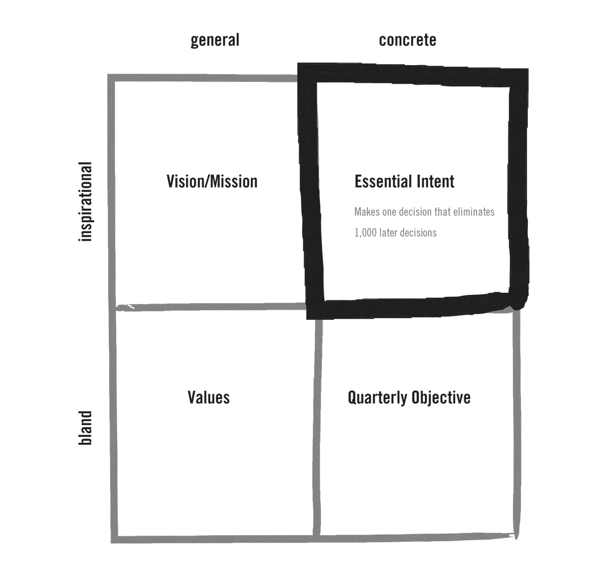 general
concrete
inspirational
Vision/Mission
Essential Intent
Makes one decision that eliminates
1,000 later decisions
bland
Values
Quarterly Objective